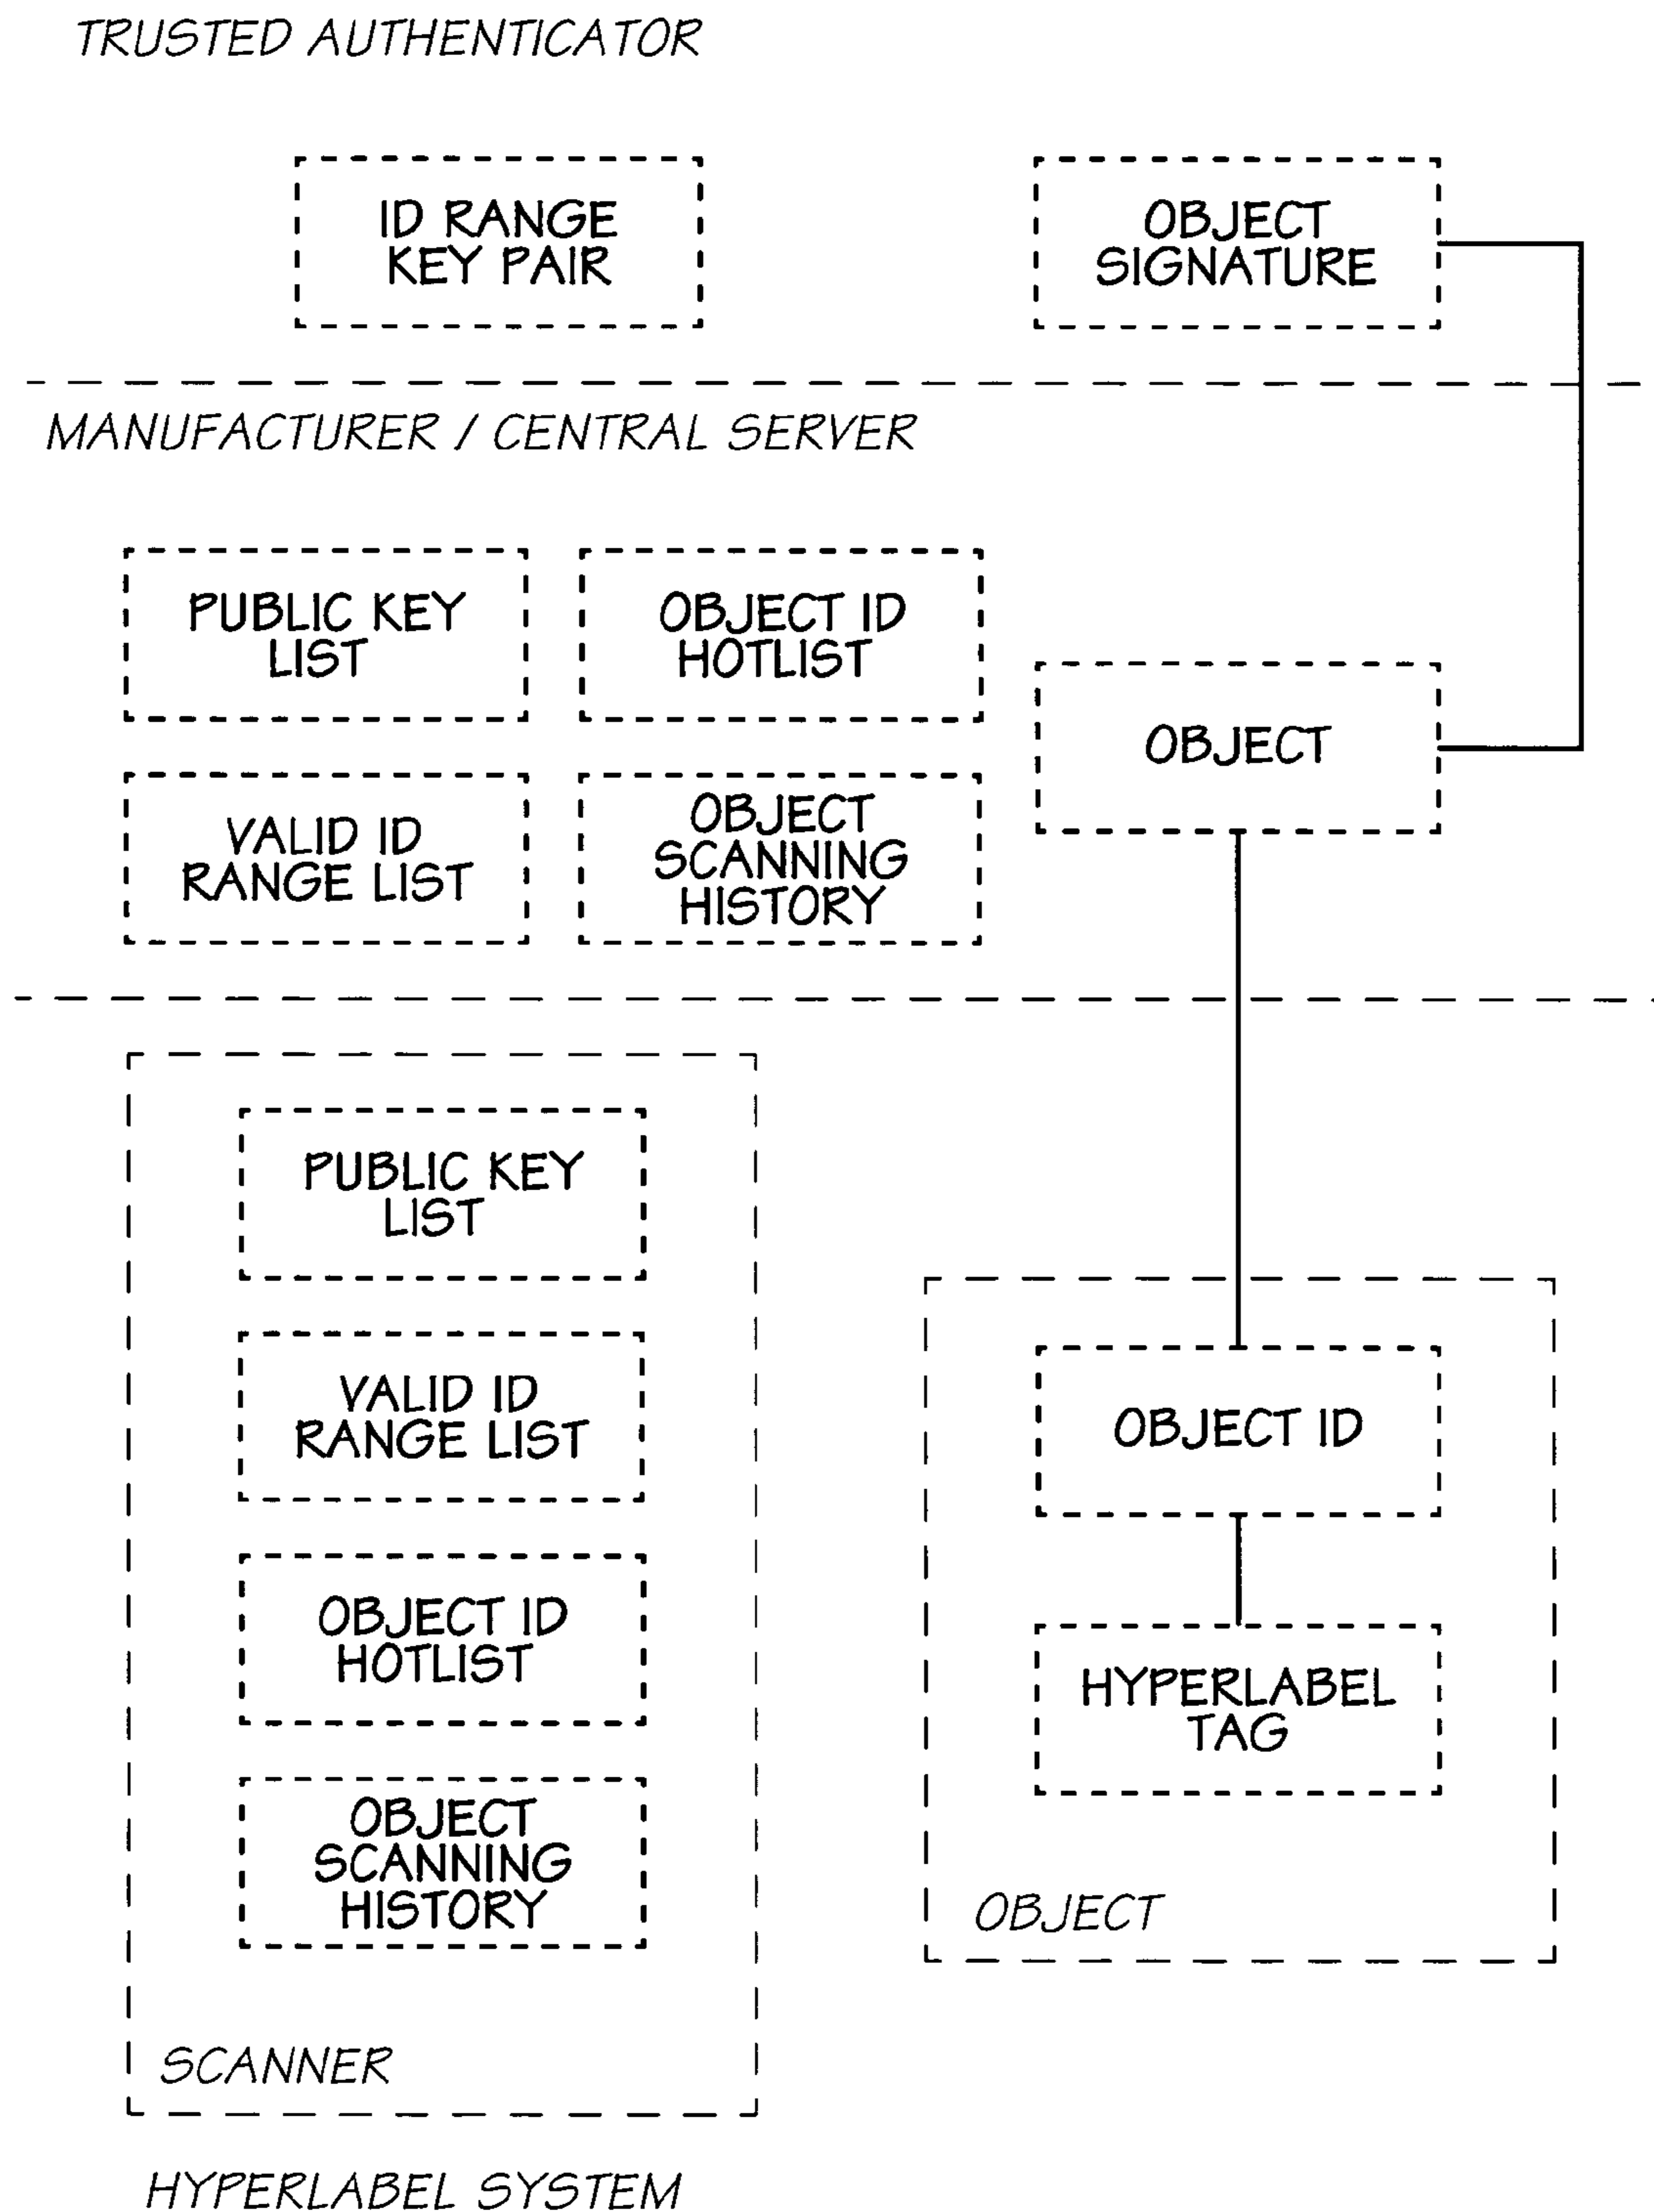 TRUSTED AUTHENTICATOR
ID RANGE
KEY PAIR
OBJECT
SIGNATURE
MANUFACTURER / CENTRAL SERVER
PUBLIC KEY
LIST
OBJECT ID
HOTLIST
OBJECT
VALID ID
RANGE LIST
OBJECT
SCANNING
HISTORY
PUBLIC KEY
LIST
VALID ID
RANGE LIST
OBJECT ID
HOTLIST
OBJECT
SCANNING
HISTORY
SCANNER
OBJECT ID
HYPERLABEL
TAG
OBJECT
HYPERLABEL SYSTEM